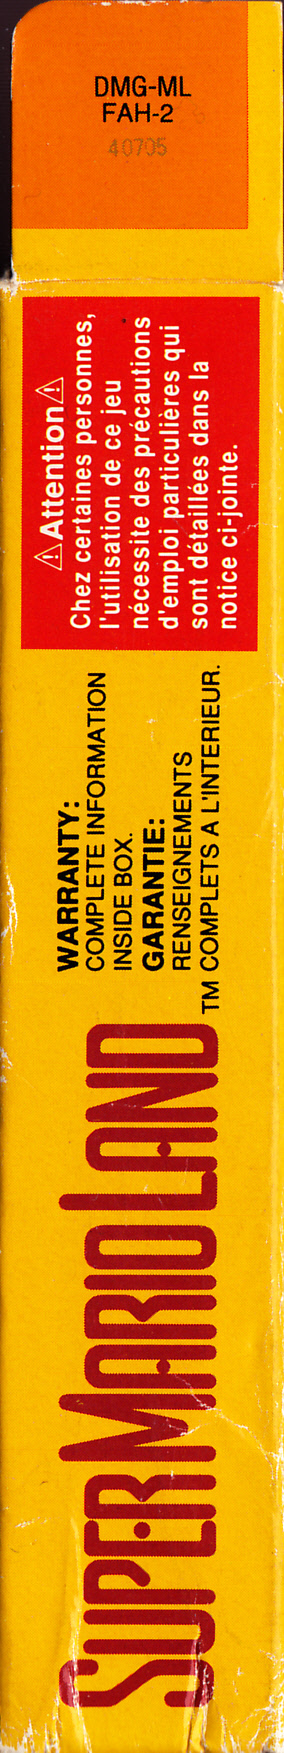 DMG-ML
FAH-2
40705
⚠ Attention ⚠
Chez certaines personnes,
l'utilisation de ce jeu
nécessite des précautions
d'emploi particulières qui
sont détaillées dans la
notice ci-jointe.
WARRANTY:
COMPLETE INFORMATION
INSIDE BOX.
GARANTIE:
RENSEIGNEMENTS
COMPLETS A L'INTERIEUR.
SUPER MARIO LAND TM